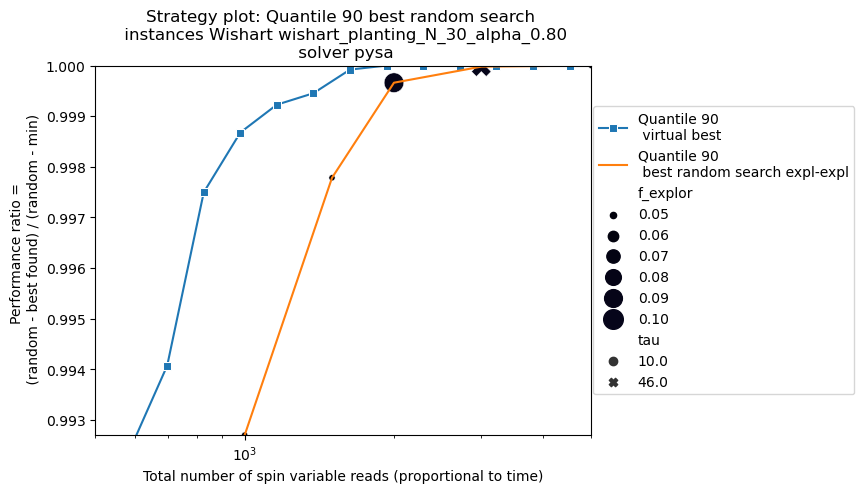 Strategy plot: Quantile 90 best random search
instances Wishart wishart_planting_N_30_alpha_0.80
solver pysa
1.000
0.999
0.998
0.997
0.996
0.995
0.994
0.993
Performance ratio =
(random - best found) / (random - min)
10³
Total number of spin variable reads (proportional to time)
Quantile 90
virtual best
Quantile 90
best random search expl-expl
f_explor
0.05
0.06
0.07
0.08
0.09
0.10
tau
10.0
46.0